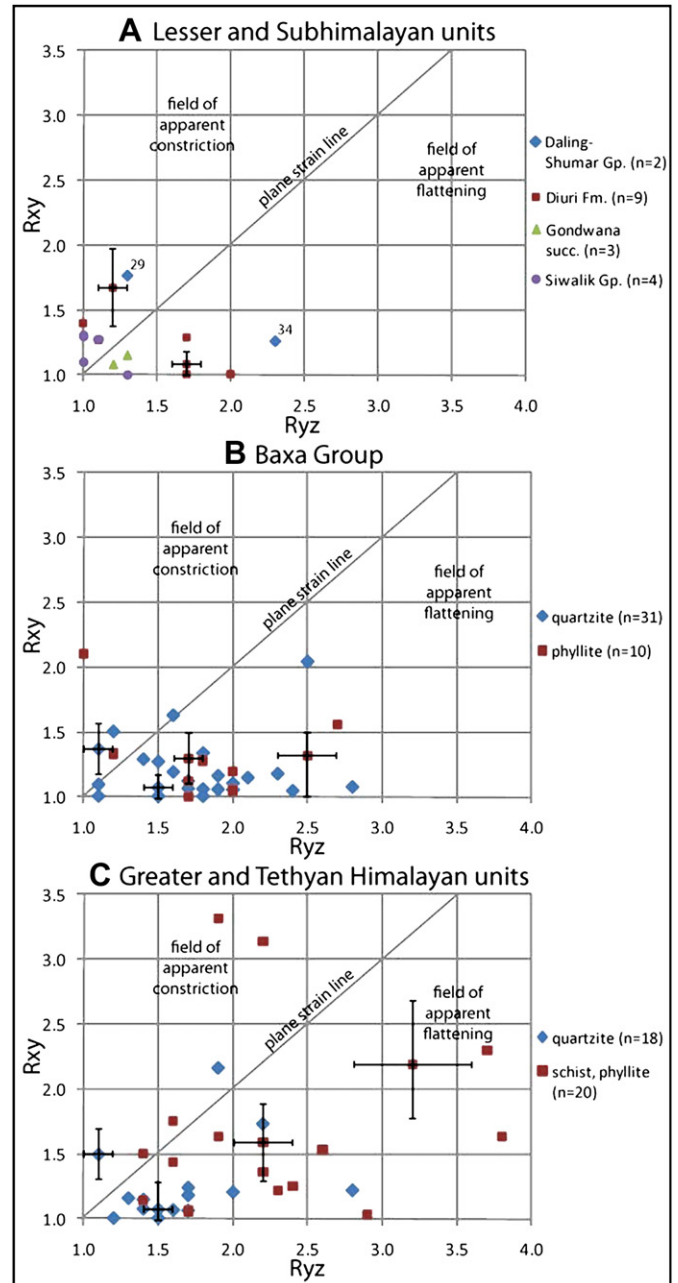 A Lesser and Subhimalayan units
3.5
3.0
2.5
2.0
1.5
1.0
Rxy
field of
apparent
constriction
plane strain line
field of
apparent
flattening
29
34
1.0 1.5 2.0 2.5 3.0 3.5 4.0
Ryz
Daling-
Shumar Gp. (n=2)
Diuri Fm. (n=9)
Gondwana
succ. (n=3)
Siwalik Gp. (n=4)
B Baxa Group
3.5
3.0
2.5
2.0
1.5
1.0
Rxy
field of
apparent
constriction
plane strain line
field of
apparent
flattening
1.0 1.5 2.0 2.5 3.0 3.5 4.0
Ryz
quartzite (n=31)
phyllite (n=10)
C Greater and Tethyan Himalayan units
3.5
3.0
2.5
2.0
1.5
1.0
Rxy
field of
apparent
constriction
plane strain line
field of
apparent
flattening
1.0 1.5 2.0 2.5 3.0 3.5 4.0
Ryz
quartzite (n=18)
schist, phyllite
(n=20)